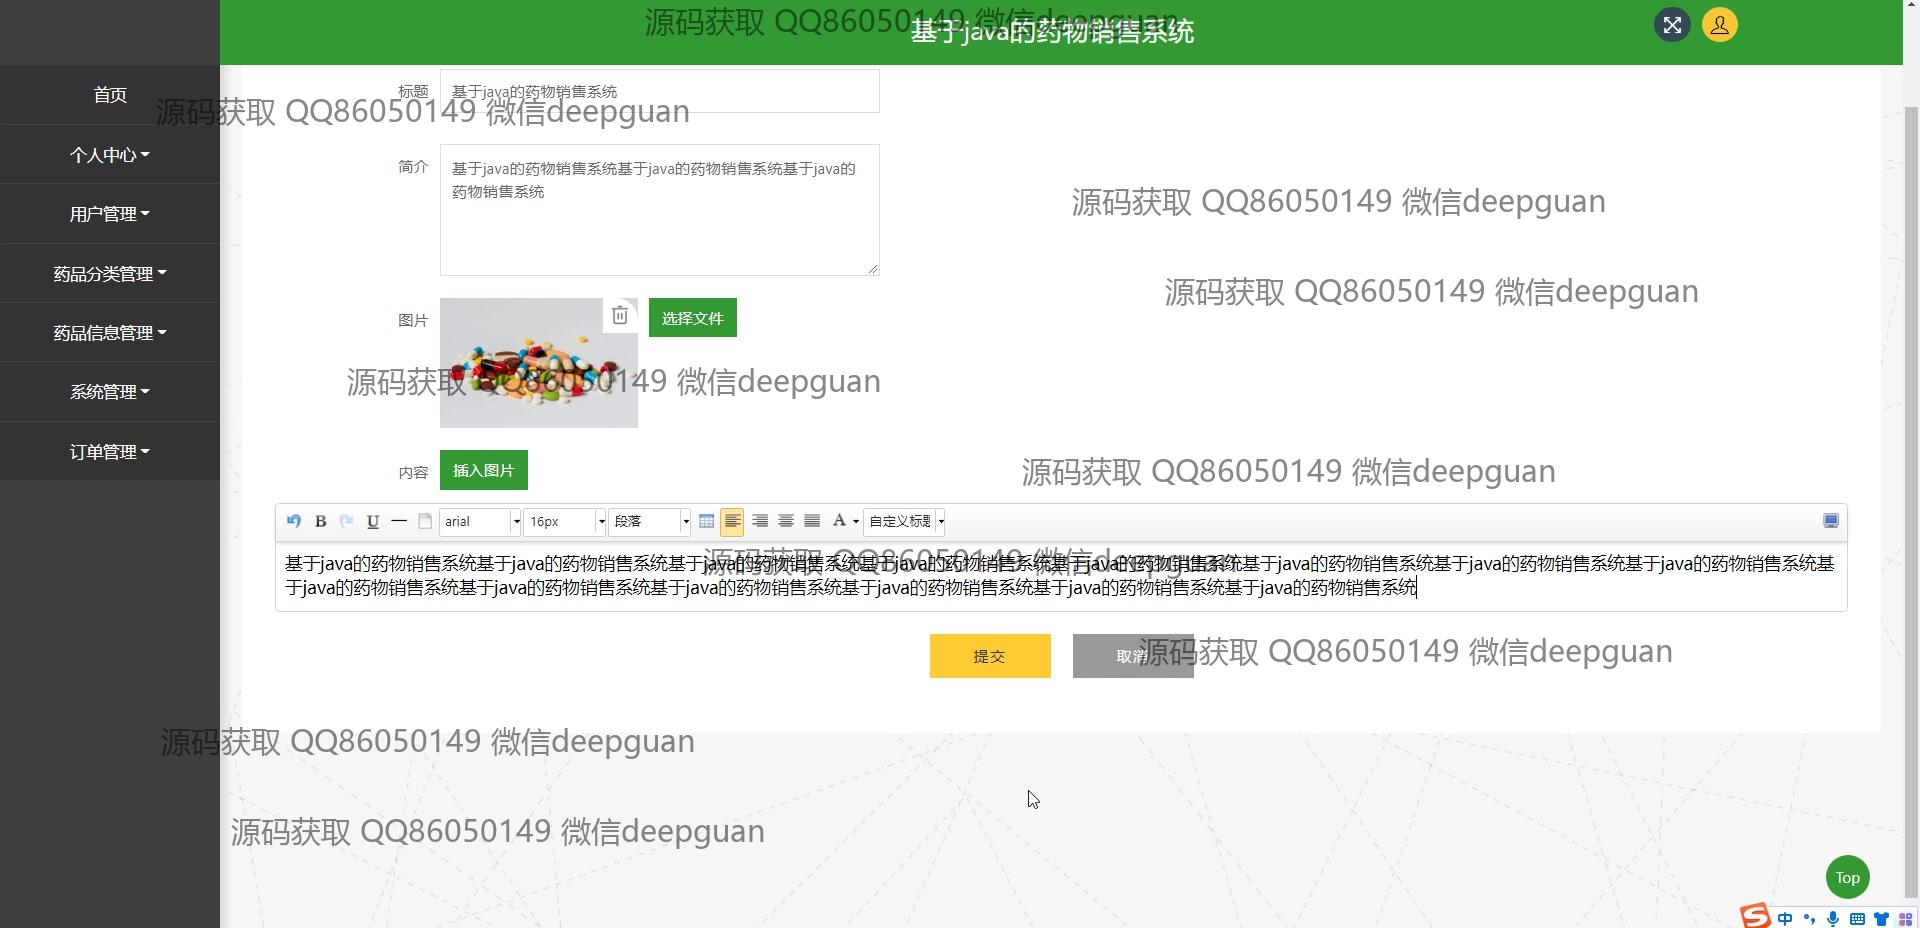 源码获取 QQ86050149 微信deepguan
基于java的药物销售系统
首页
个人中心
用户管理
药品分类管理
药品信息管理
系统管理
订单管理
标题
基于java的药物销售系统
源码获取 QQ86050149 微信deepguan
简介
基于java的药物销售系统基于java的药物销售系统基于java的
药物销售系统
源码获取 QQ86050149 微信deepguan
源码获取 QQ86050149 微信deepguan
图片
选择文件
源码获取 QQ86050149 微信deepguan
内容
插入图片
源码获取 QQ86050149 微信deepguan
B U arial 16px 段落 A 自定义标题
基于java的药物销售系统基于java的药物销售系统基于java的药物销售系统基于java的药物销售系统基于java的药物销售系统基于java的药物销售系统基于java的药物销售系统基于java的药物销售系统基
于java的药物销售系统基于java的药物销售系统基于java的药物销售系统基于java的药物销售系统基于java的药物销售系统基于java的药物销售系统
源码获取 QQ86050149 微信deepguan
提交
取消
源码获取 QQ86050149 微信deepguan
源码获取 QQ86050149 微信deepguan
源码获取 QQ86050149 微信deepguan
Top
中